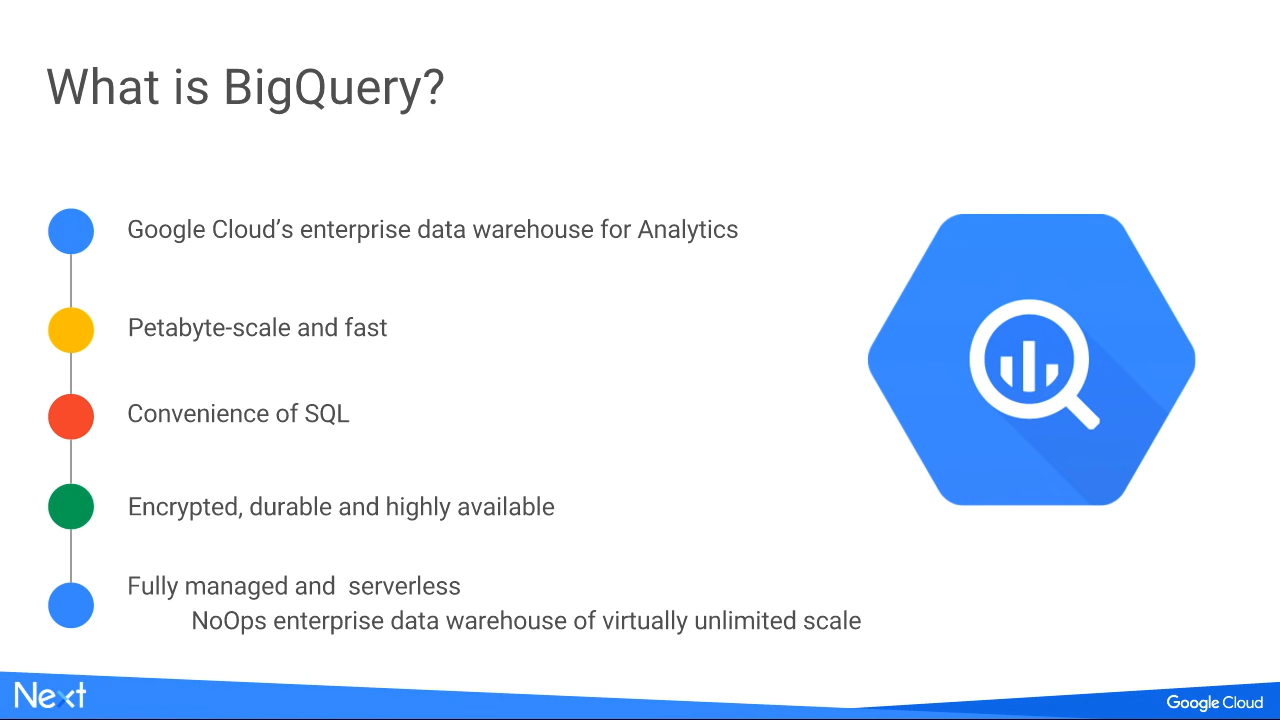 What is BigQuery?
Google Cloud’s enterprise data warehouse for Analytics
Petabyte-scale and fast
Convenience of SQL
Encrypted, durable and highly available
Fully managed and  serverless
NoOps enterprise data warehouse of virtually unlimited scale
Next
Google Cloud